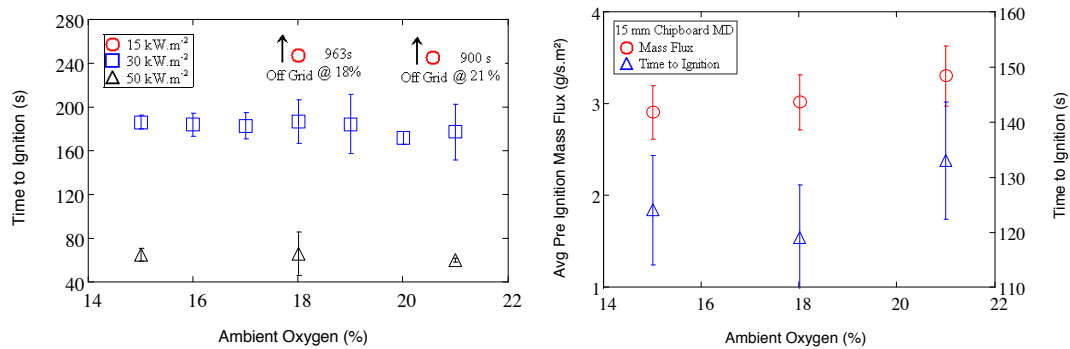 280
240
200
160
120
80
40
14
16
18
20
22
Time to Ignition (s)
Ambient Oxygen (%)
15 kW.m⁻²
30 kW.m⁻²
50 kW.m⁻²
Off Grid
963s
@ 18%
Off Grid
900 s
@ 21 %
4
3
2
1
14
16
18
20
22
Avg Pre Ignition Mass Flux (g/s.m²)
Ambient Oxygen (%)
15 mm Chipboard MD
Mass Flux
Time to Ignition
160
150
140
130
120
110
100
Time to Ignition (s)